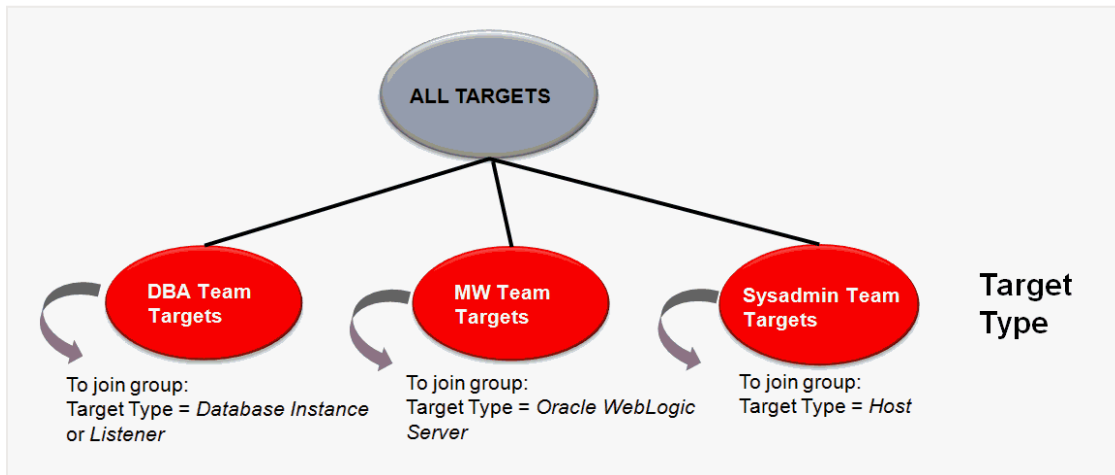 ALL TARGETS
DBA Team
Targets
MW Team
Targets
Sysadmin Team
Targets
Target
Type
To join group:
Target Type = Database Instance
or Listener
To join group:
Target Type = Oracle WebLogic
Server
To join group:
Target Type = Host